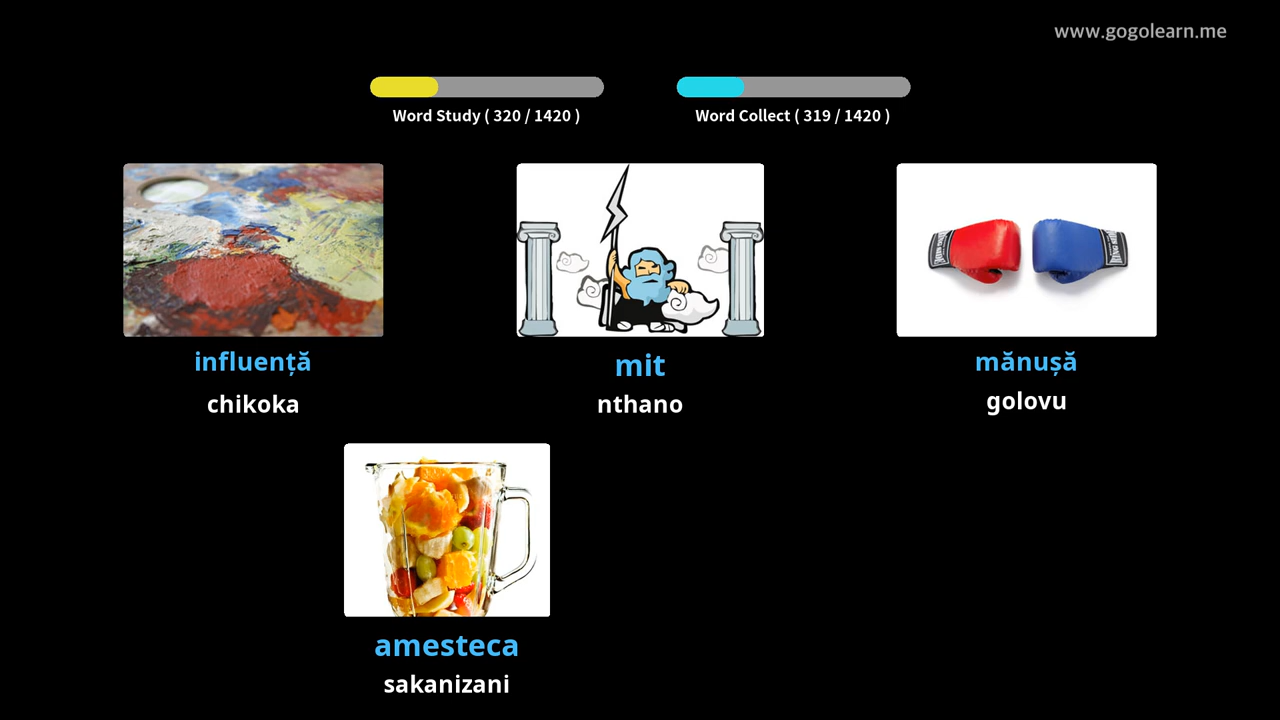 www.gogolearn.me
Word Study ( 320 / 1420 )
Word Collect ( 319 / 1420 )
influență
chikoka
mit
nthano
mănușă
golovu
amesteca
sakanizani